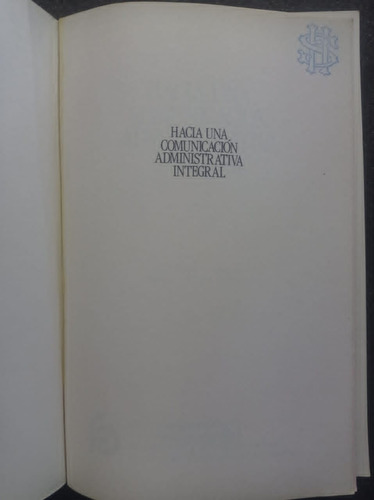 HACIA UNA
COMUNICACIÓN
ADMINISTRATIVA
INTEGRAL